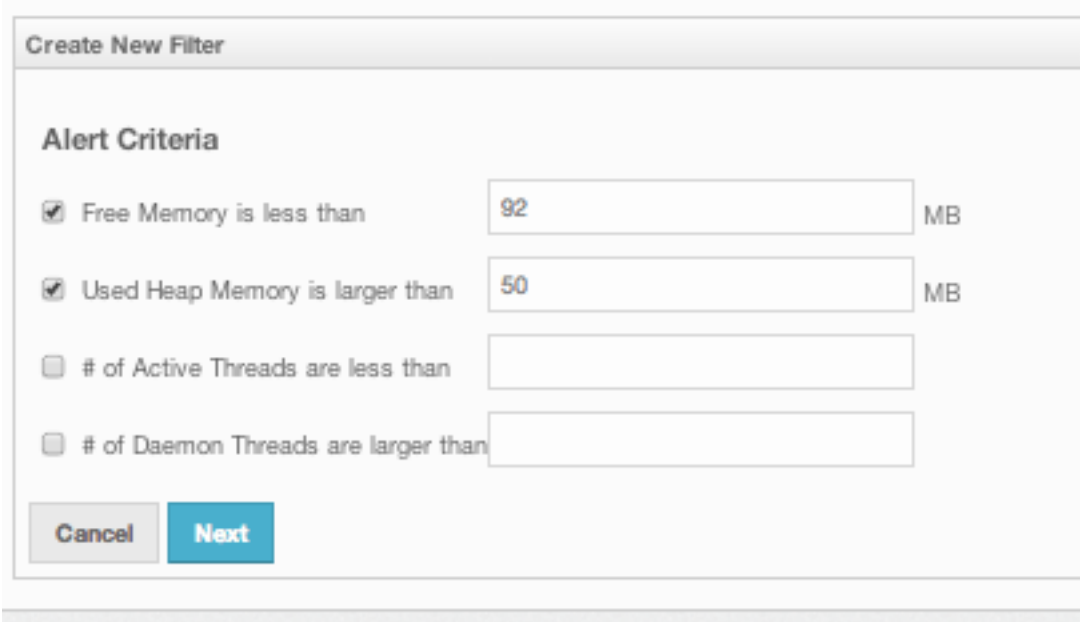 Create New Filter
Alert Criteria
Free Memory is less than 92 MB
Used Heap Memory is larger than 50 MB
# of Active Threads are less than
# of Daemon Threads are larger than
Cancel Next